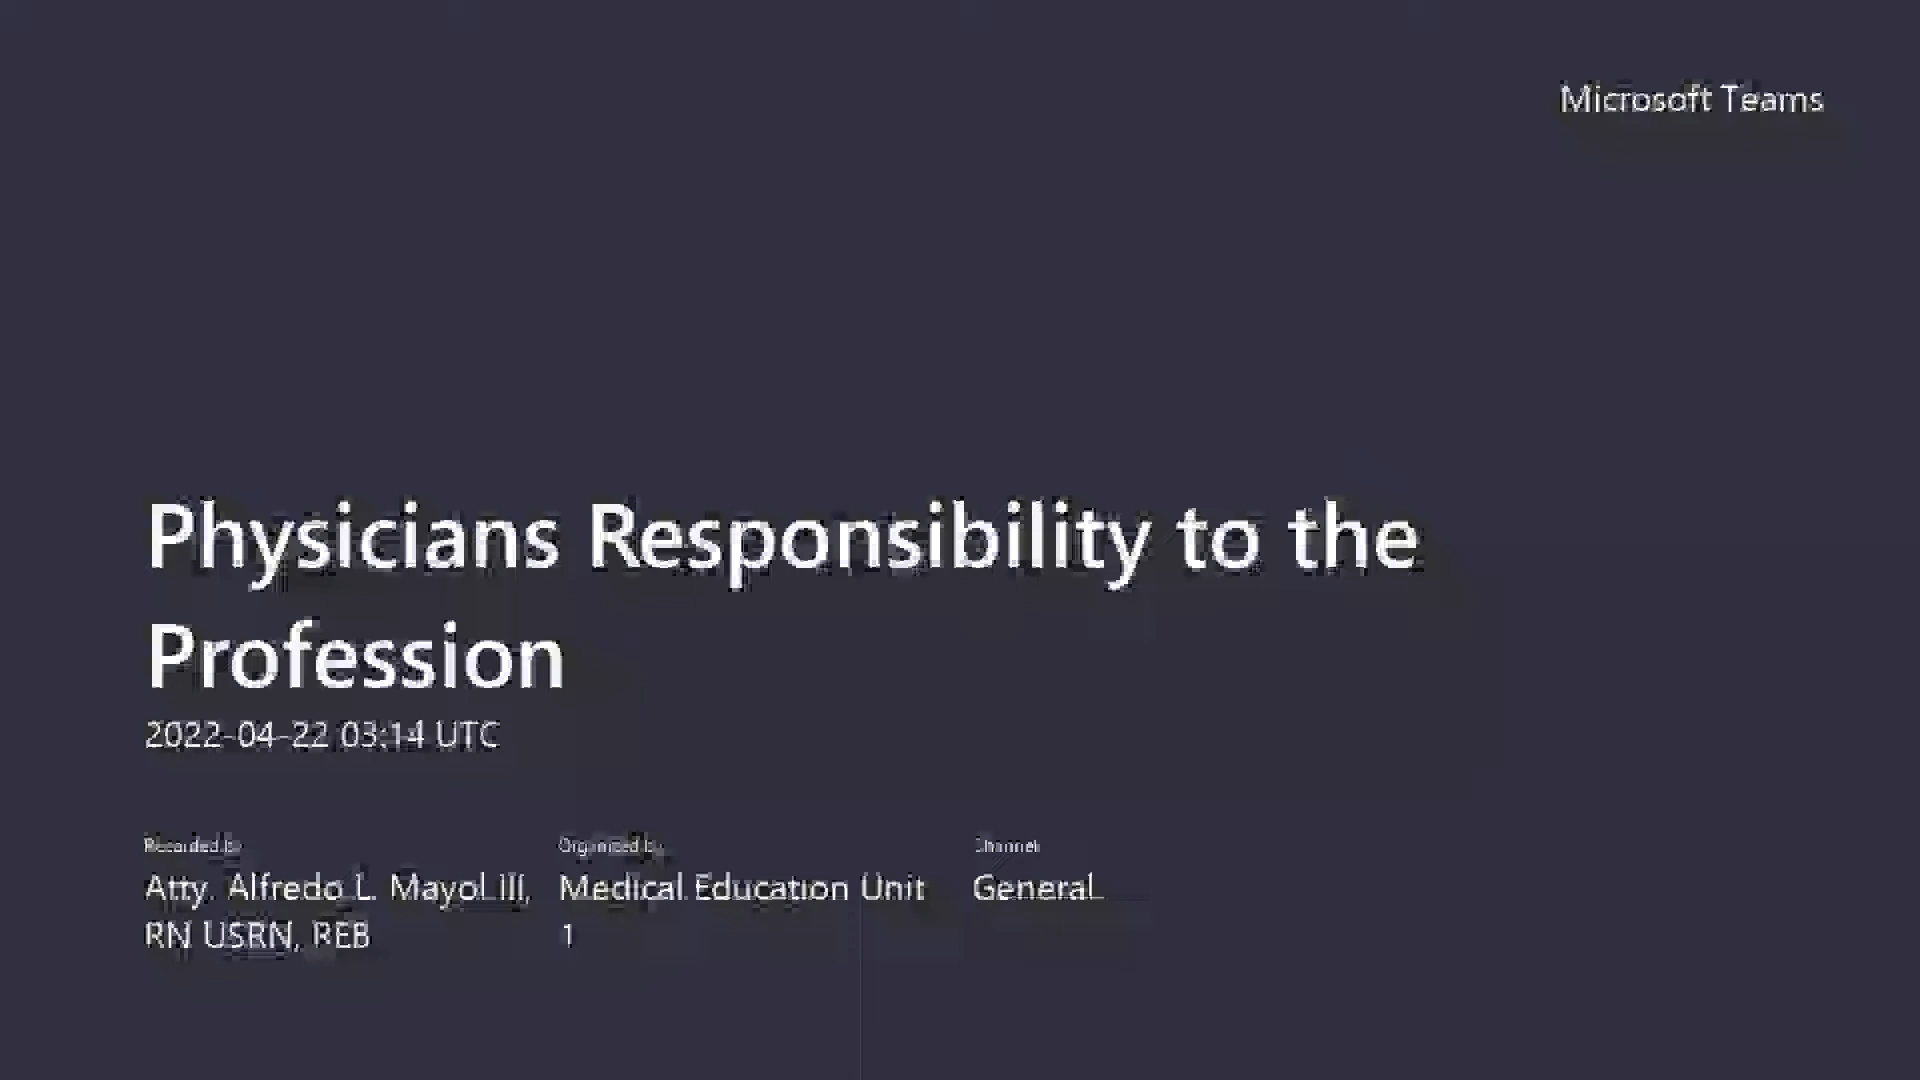 Microsoft Teams
Physicians Responsibility to the
Profession
2022-04-22 03:14 UTC
Recorded by
Organized by
Channel
Atty. Alfredo L. Mayol III,
Medical Education Unit
General
RN USRN, REB
1